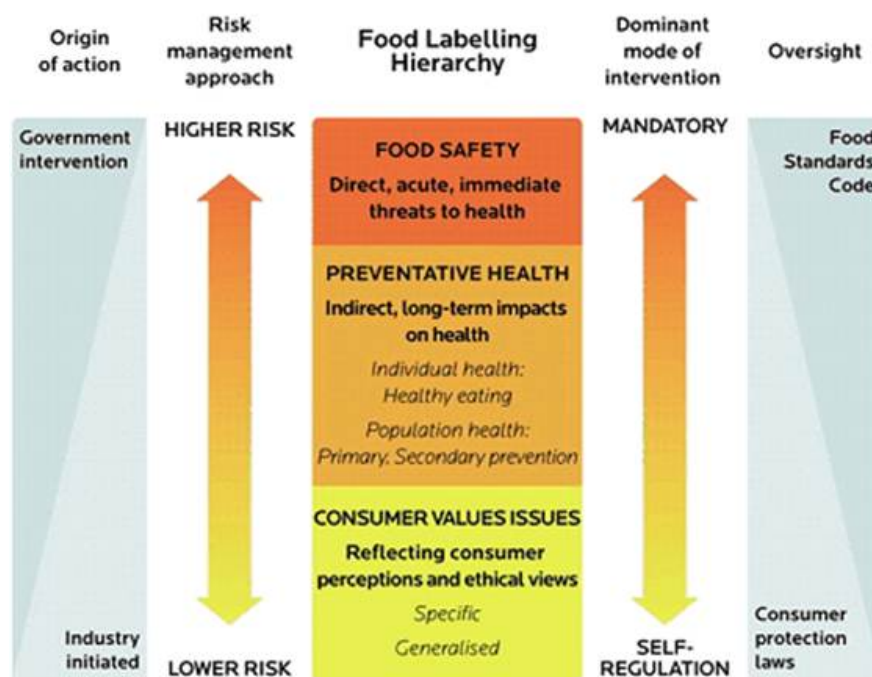 Origin
of action
Risk
management
approach
Food Labelling
Hierarchy
Dominant
mode of
intervention
Oversight
Government
intervention
HIGHER RISK
FOOD SAFETY
Direct, acute, immediate
threats to health
MANDATORY
Food
Standards
Code
PREVENTATIVE HEALTH
Indirect, long-term impacts
on health
Individual health:
Healthy eating
Population health:
Primary, Secondary prevention
CONSUMER VALUES ISSUES
Reflecting consumer
perceptions and ethical views
Specific
Generalised
Industry
initiated
LOWER RISK
SELF-
REGULATION
Consumer
protection
laws